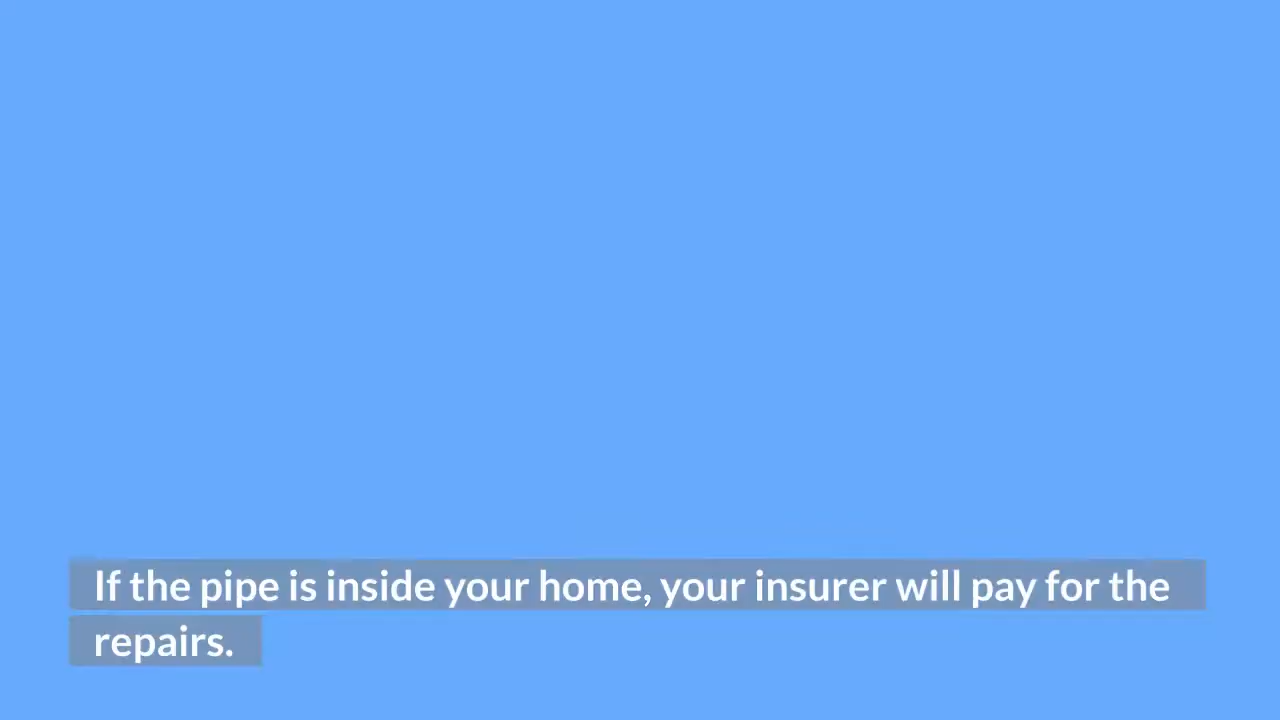 If the pipe is inside your home, your insurer will pay for the
repairs.